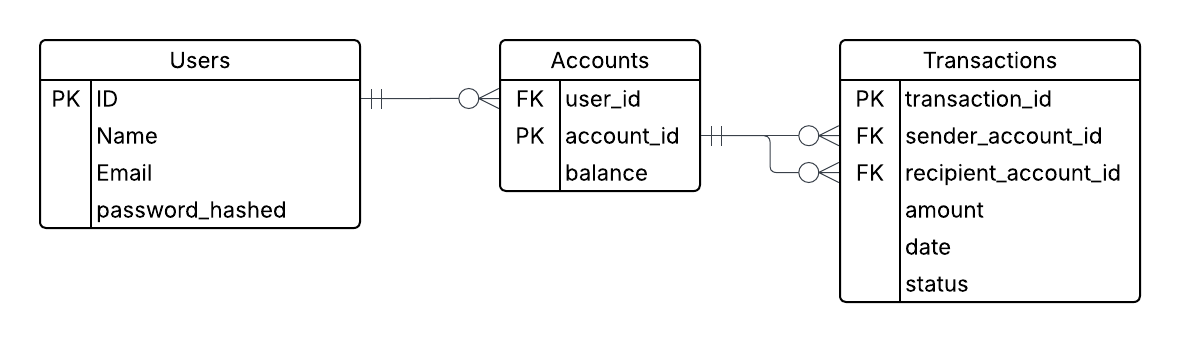 Users
PK ID
Name
Email
password_hashed
Accounts
FK user_id
PK account_id
balance
Transactions
PK transaction_id
FK sender_account_id
FK recipient_account_id
amount
date
status